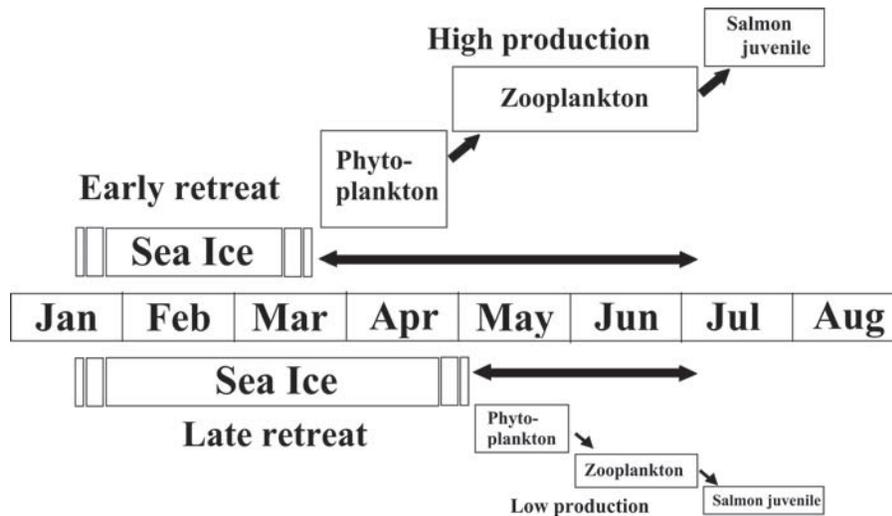 Salmon
juvenile
High production
Zooplankton
Phyto-
plankton
Early retreat
Sea Ice
Jan Feb Mar Apr May Jun Jul Aug
Sea Ice
Late retreat
Phyto-
plankton
Zooplankton
Low production
Salmon juvenile